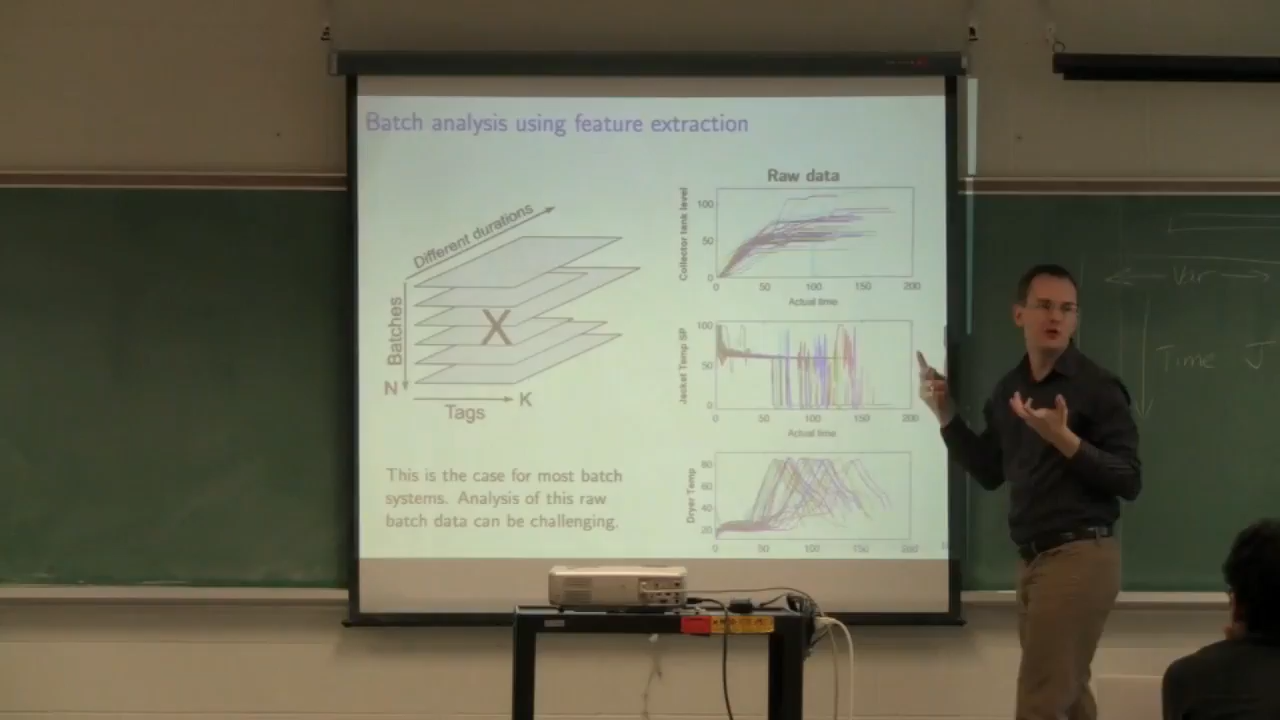 Batch analysis using feature extraction
Different durations
Batches
N
X
Tags
K
This is the case for most batch
systems. Analysis of this raw
batch data can be challenging.
Raw data
Collector tank level
100
50
0
0 50 100 150 200
Actual time
Jacket Temp SP
100
50
0
0 50 100 150 200
Actual time
Dryer Temp
80
60
40
20
0 50 100 150 200
Var
Time